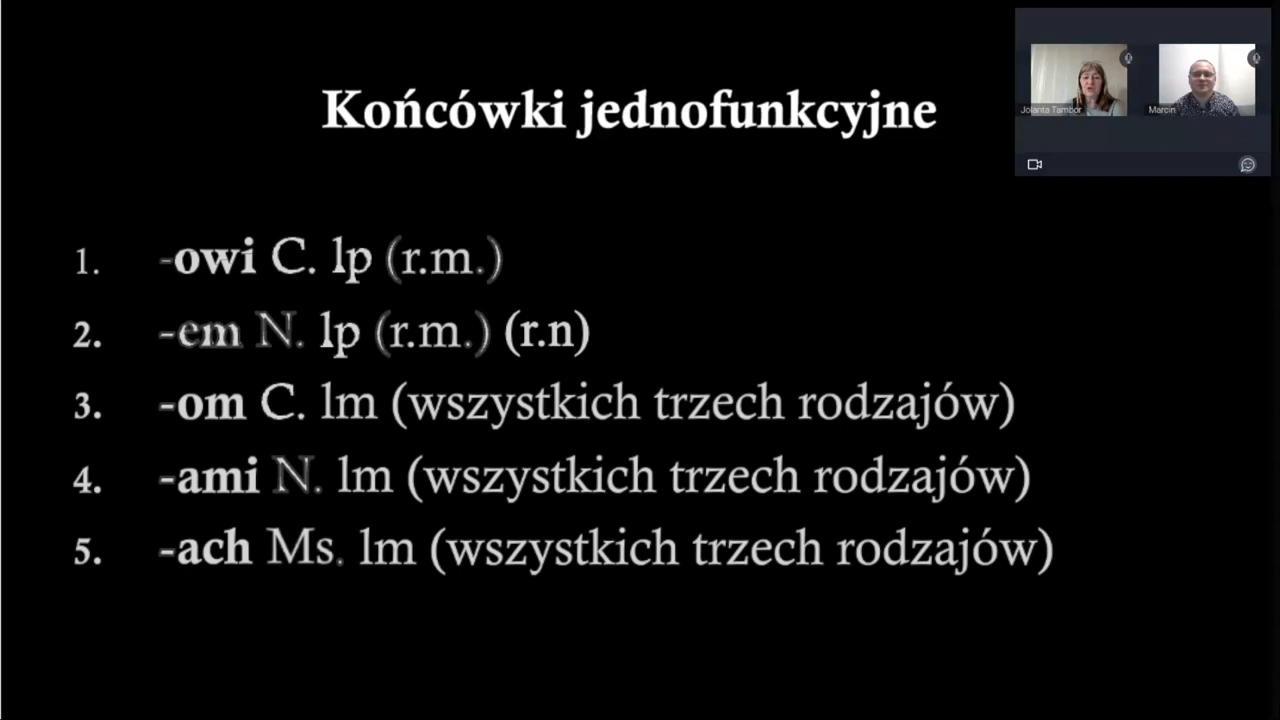 Końcówki jednofunkcyjne
Jolanta Tambor
Marcin
1. -owi C. lp (r.m.)
2. -em N. lp (r.m.) (r.n)
3. -om C. lm (wszystkich trzech rodzajów)
4. -ami N. lm (wszystkich trzech rodzajów)
5. -ach Ms. lm (wszystkich trzech rodzajów)